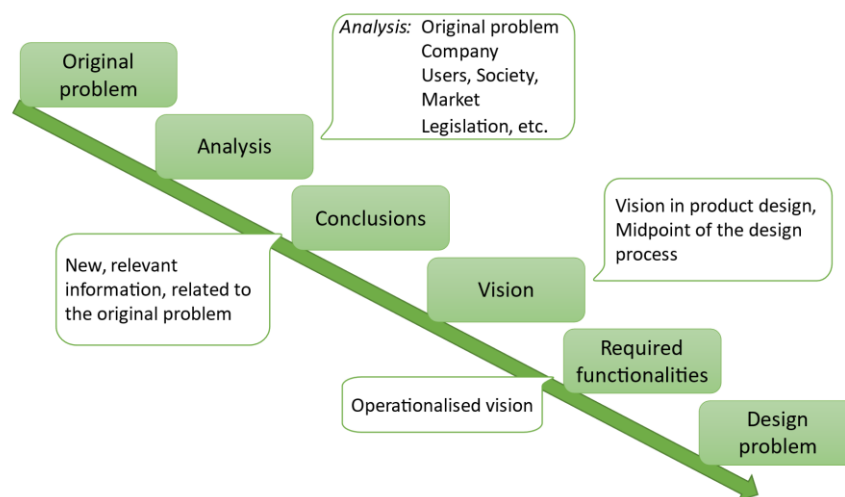 Original
problem
Analysis: Original problem
Company
Users, Society,
Market
Legislation, etc.
Analysis
Conclusions
New, relevant
information, related to
the original problem
Vision in product design,
Midpoint of the design
process
Vision
Required
functionalities
Operationalised vision
Design
problem